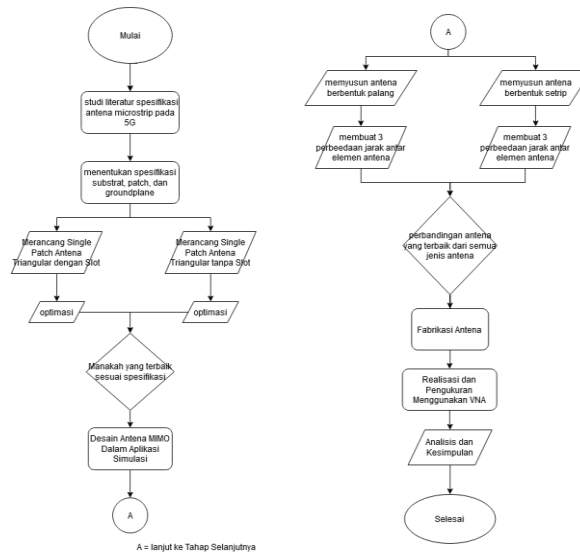 Mulai
studi literatur spesifikasi
antena microstrip pada
5G
menentukan spesifikasi
substrat, patch, dan
groundplane
Merancang Single
Patch Antena
Triangular dengan Slot
Merancang Single
Patch Antena
Triangular tanpa Slot
optimasi
optimasi
Manakah yang terbaik
sesuai spesifikasi
Desain Antena MIMO
Dalam Aplikasi
Simulasi
A
A = lanjut ke Tahap Selanjutnya
A
memyusun antena
berbentuk palang
memyusun antena
berbentuk setrip
membuat 3
perbeedaan jarak antar
elemen antena
membuat 3
perbeedaan jarak antar
elemen antena
perbandingan antena
yang terbaik dari semua
jenis antena
Fabrikasi Antena
Realisasi dan
Pengukuran
Menggunakan VNA
Analisis dan
Kesimpulan
Selesai